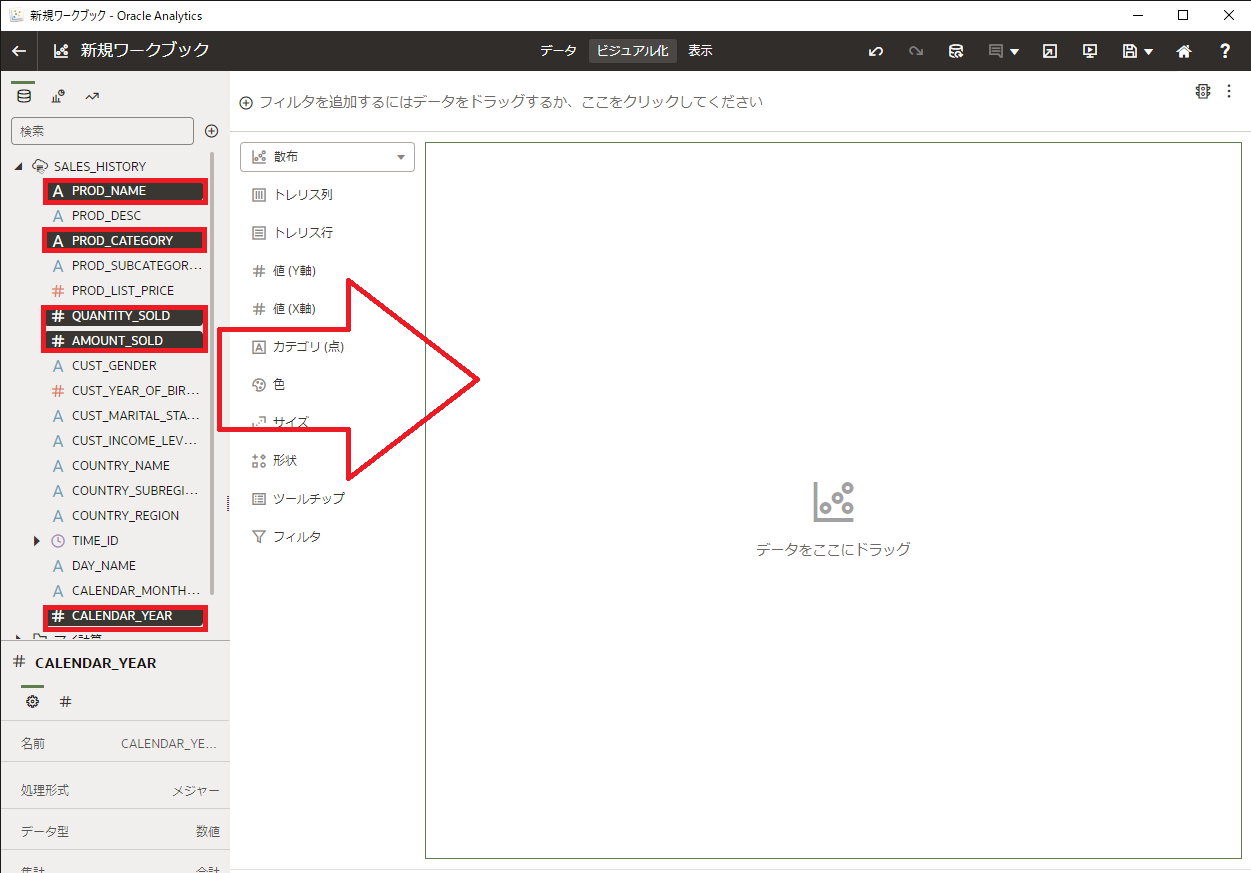 新規ワークブック - Oracle Analytics
新規ワークブック
データ
ビジュアル化
表示
フィルタを追加するにはデータをドラッグするか、ここをクリックしてください
検索
SALES_HISTORY
A PROD_NAME
A PROD_DESC
A PROD_CATEGORY
A PROD_SUBCATEGOR...
# PROD_LIST_PRICE
# QUANTITY_SOLD
# AMOUNT_SOLD
A CUST_GENDER
# CUST_YEAR_OF_BIR...
A CUST_MARITAL_STA...
A CUST_INCOME_LEV...
A COUNTRY_NAME
A COUNTRY_SUBREGI...
A COUNTRY_REGION
TIME_ID
A DAY_NAME
A CALENDAR_MONTH...
# CALENDAR_YEAR
マイ計算
# CALENDAR_YEAR
#
名前 CALENDAR_YE...
処理形式 メジャー
データ型 数値
集計 合計
散布
トレリス列
トレリス行
# 値 (Y軸)
# 値 (X軸)
A カテゴリ (点)
色
サイズ
形状
ツールチップ
フィルタ
データをここにドラッグ